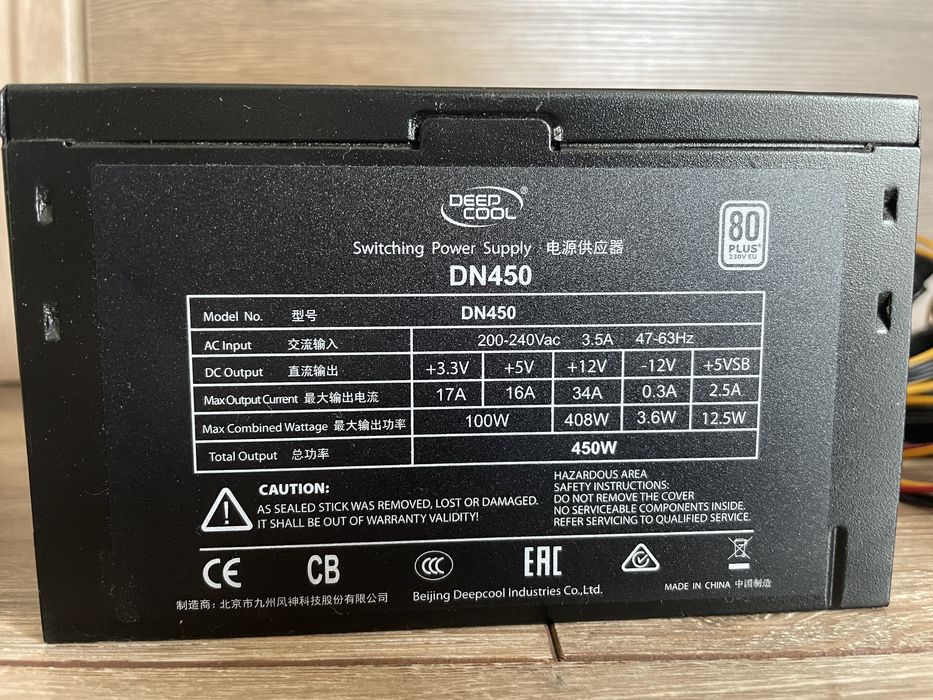 DEEP
COOL®
80
PLUS®
230V EU
Switching Power Supply 电源供应器
DN450
Model No. 型号 DN450
AC Input 交流输入 200-240Vac 3.5A 47-63Hz
DC Output 直流输出 +3.3V +5V +12V -12V +5VSB
Max Output Current 最大输出电流 17A 16A 34A 0.3A 2.5A
Max Combined Wattage 最大输出功率 100W 408W 3.6W 12.5W
Total Output 总功率 450W
CAUTION:
AS SEALED STICK WAS REMOVED, LOST OR DAMAGED.
IT SHALL BE OUT OF WARRANTY VALIDITY!
HAZARDOUS AREA
SAFETY INSTRUCTIONS:
DO NOT REMOVE THE COVER
NO SERVICEABLE COMPONENTS INSIDE.
REFER SERVICING TO QUALIFIED SERVICE.
CE CB CCC EAC
制造商：北京市九州风神科技股份有限公司 Beijing Deepcool Industries Co.,Ltd. MADE IN CHINA 中国制造